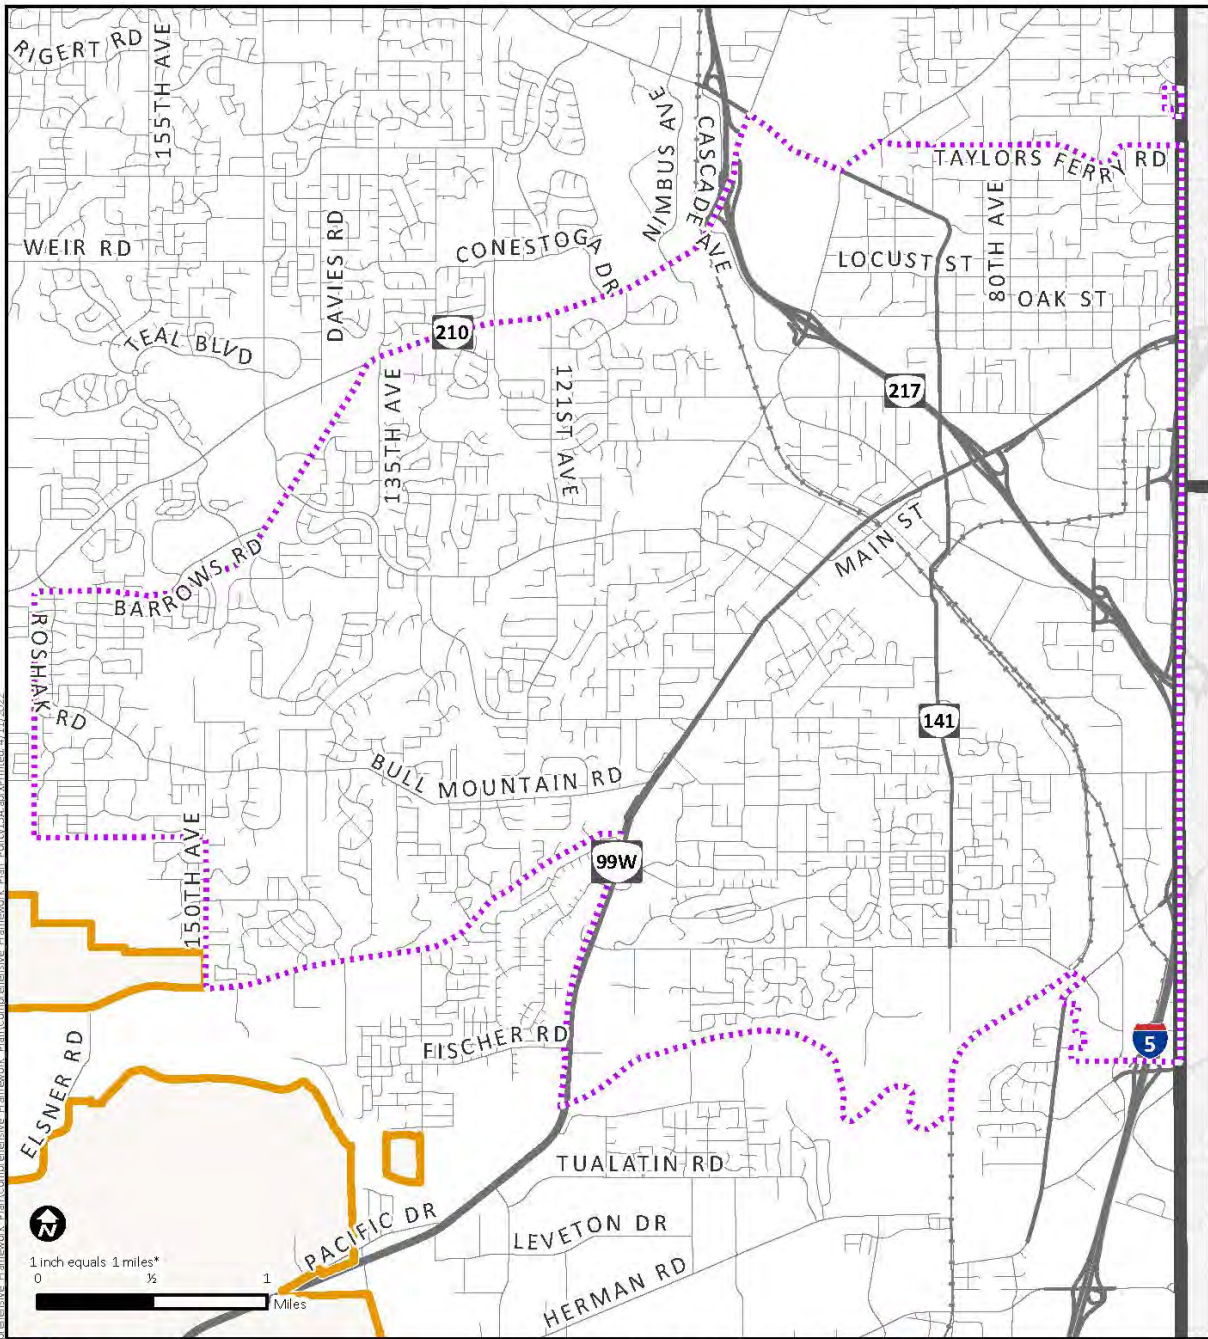 RIGERT RD
155TH AVE
NIMBUS AVE
CASCADE AVE
TAYLORS FERRY RD
80TH AVE
WEIR RD
DAVIES RD
CONESTOGA DR
LOCUST ST
OAK ST
TEAL BLVD
210
135TH AVE
121ST AVE
217
MAIN ST
BARROWS RD
ROSHAK RD
141
BULL MOUNTAIN RD
150TH AVE
99W
FISCHER RD
5
ELSNER RD
TUALATIN RD
PACIFIC DR
LEVETON DR
HERMAN RD
N
1 inch equals 1 miles*
0 ½ 1
Miles